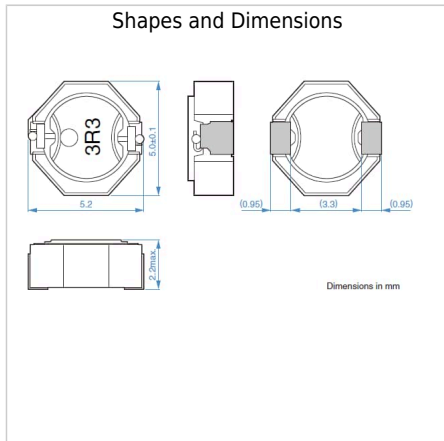 Shapes and Dimensions
3R3
5.0±0.1
5.2
(0.95)
(3.3)
(0.95)
2.2max.
Dimensions in mm